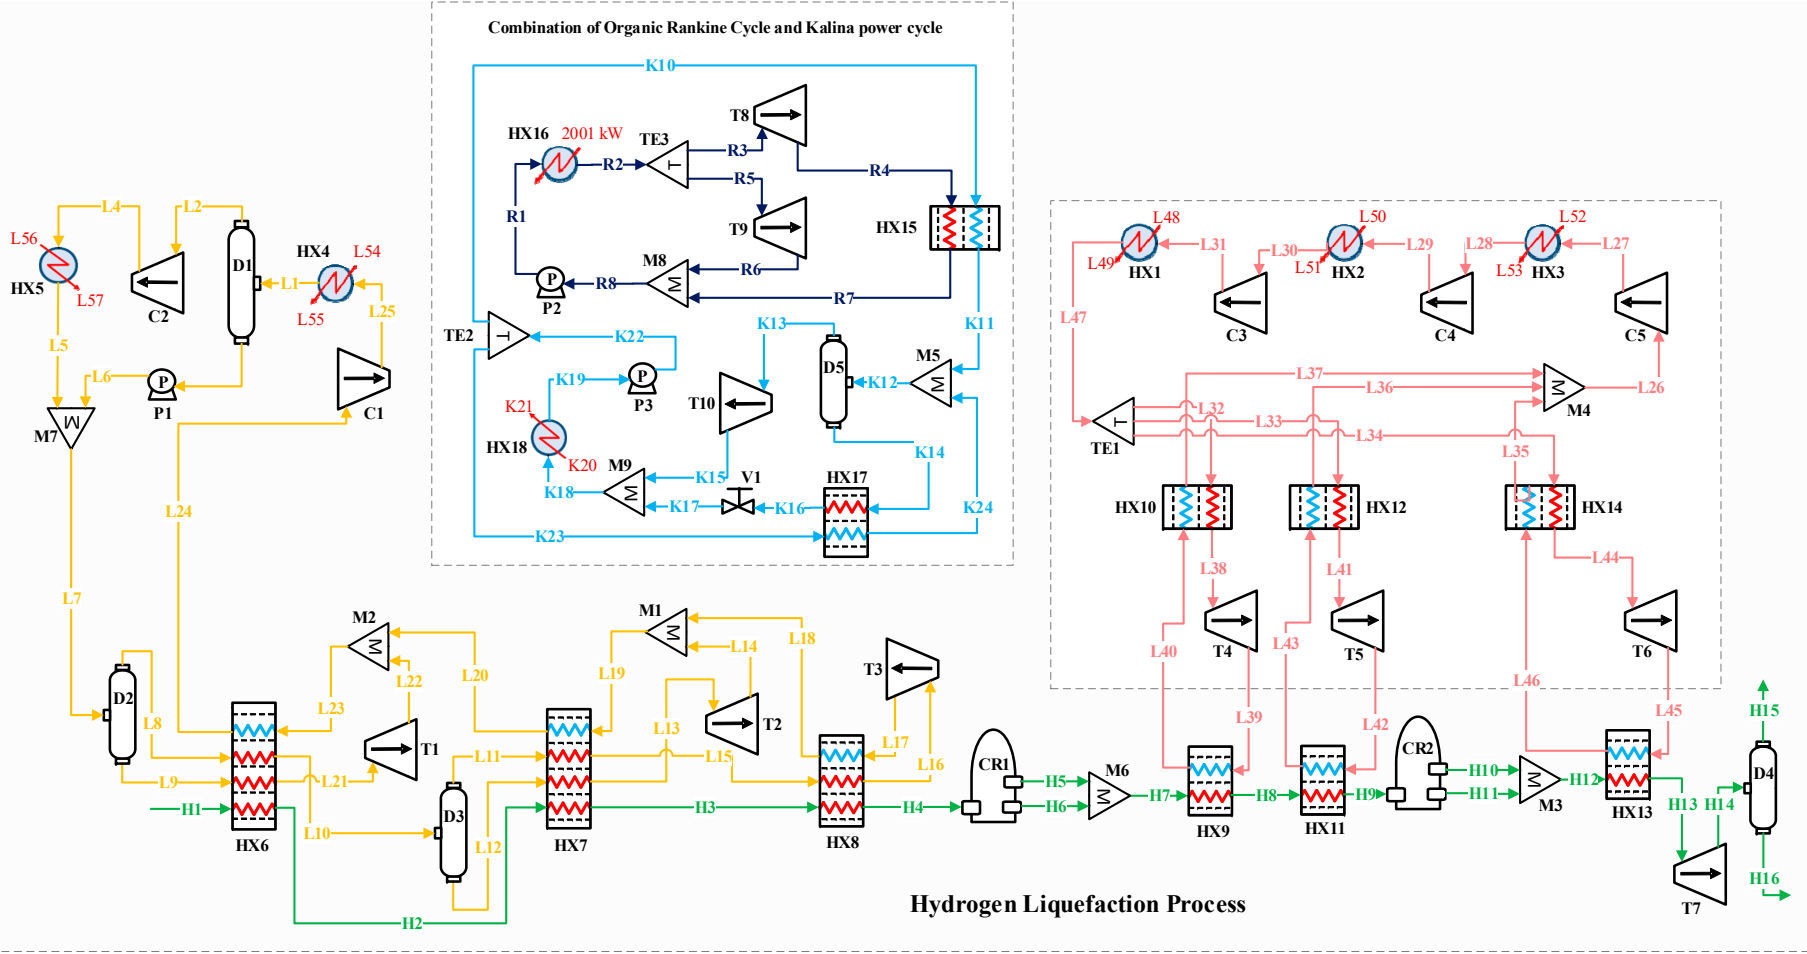 Combination of Organic Rankine Cycle and Kalina power cycle
K10
T8
HX16
2001 kW
TE3
R3
R2
R4
R5
R1
T9
HX15
M8
R6
R8
R7
P2
K13
K11
TE2
K22
D5
M5
K12
K19
P3
T10
K21
HX18
K20
K14
M9
K15
V1
HX17
K18
K17
K16
K24
K23
L4
L2
L56
HX5
L57
D1
HX4
L54
L1
L55
L25
C2
L5
L6
P
P1
C1
M7
L24
L7
M2
L22
L20
L23
D2
L8
L9
T1
L21
H1
L10
HX6
H2
L11
D3
L12
M1
L18
L14
L19
L13
T2
L15
HX7
H3
T3
L17
L16
HX8
H4
CR1
H5
H6
M6
H7
HX9
H8
HX11
H9
CR2
H10
H11
M3
H12
HX13
H13
H14
T7
D4
H15
H16
L48
L49
HX1
L31
L30
L50
L51
HX2
L29
L28
L52
L53
HX3
L27
L47
C3
C4
C5
L37
L36
M4
L26
L32
L33
L34
TE1
L35
HX10
HX12
HX14
L38
L41
L44
L40
T4
L43
T5
T6
L46
L39
L42
L45
Hydrogen Liquefaction Process
P
P
T
T
T
M
M
M
M
M
M
M
M
M